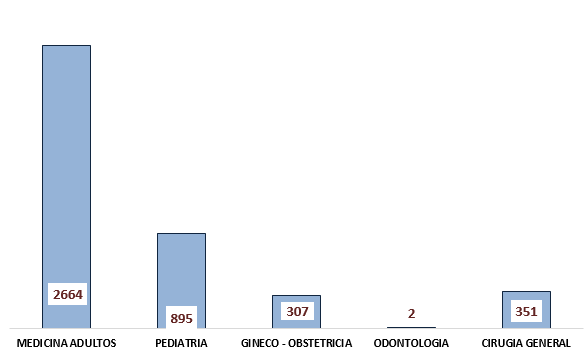 2664
895
307
2
351
MEDICINA ADULTOS
PEDIATRIA
GINECO - OBSTETRICIA
ODONTOLOGIA
CIRUGIA GENERAL